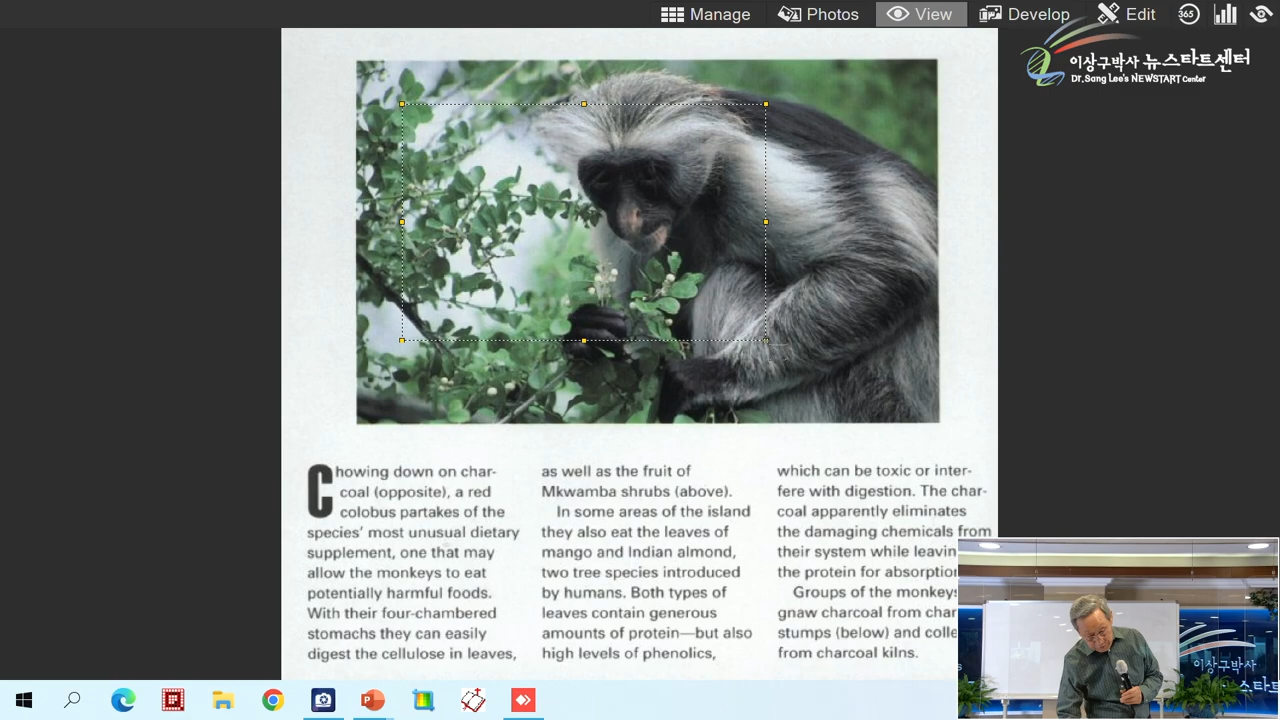 Manage
Photos
View
Develop
Edit
365
이상구박사 뉴스타트센터
Dr. Sang Lee's NEWSTART Center
Chowing down on char-
coal (opposite), a red
colobus partakes of the
species' most unusual dietary
supplement, one that may
allow the monkeys to eat
potentially harmful foods.
With their four-chambered
stomachs they can easily
digest the cellulose in leaves,
as well as the fruit of
Mkwamba shrubs (above).
In some areas of the island
they also eat the leaves of
mango and Indian almond,
two tree species introduced
by humans. Both types of
leaves contain generous
amounts of protein—but also
high levels of phenolics,
which can be toxic or inter-
fere with digestion. The char-
coal apparently eliminates
the damaging chemicals from
their system while leavin
the protein for absorptio
Groups of the monkeys
gnaw charcoal from char
stumps (below) and colle
from charcoal kilns.
이상구박사
스타트